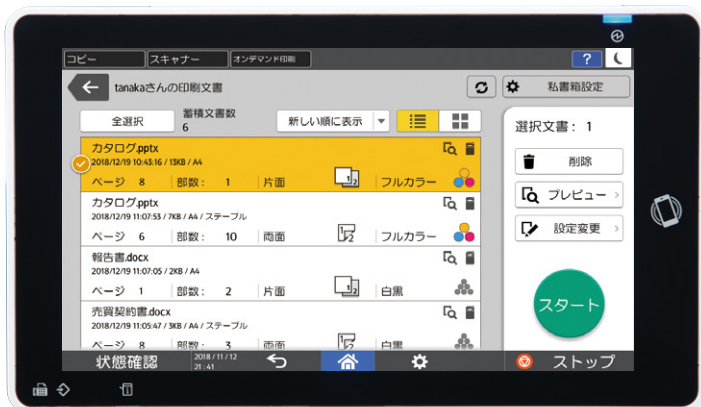 コピー スキャナー オンデマンド印刷 ?
tanakaさんの印刷文書 私書箱設定
全選択 蓄積文書数 新しい順に表示
6
選択文書： 1
カタログ.pptx
2018/12/19 10:43:16 / 13KB / A4
ページ 8 部数： 1 片面 1 2 フルカラー
削除
カタログ.pptx
2018/12/19 11:07:53 / 7KB / A4 / ステープル
ページ 6 部数： 10 両面 1 2 フルカラー
プレビュー
設定変更
報告書.docx
2018/12/19 11:07:05 / 2KB / A4
ページ 1 部数： 2 片面 1 2 白黒
売買契約書.docx
2018/12/19 11:05:47 / 3KB / A4 / ステープル
ページ 8 部数： 3 両面 1 2 白黒
スタート
状態確認 2018/11/12 ストップ
21:41